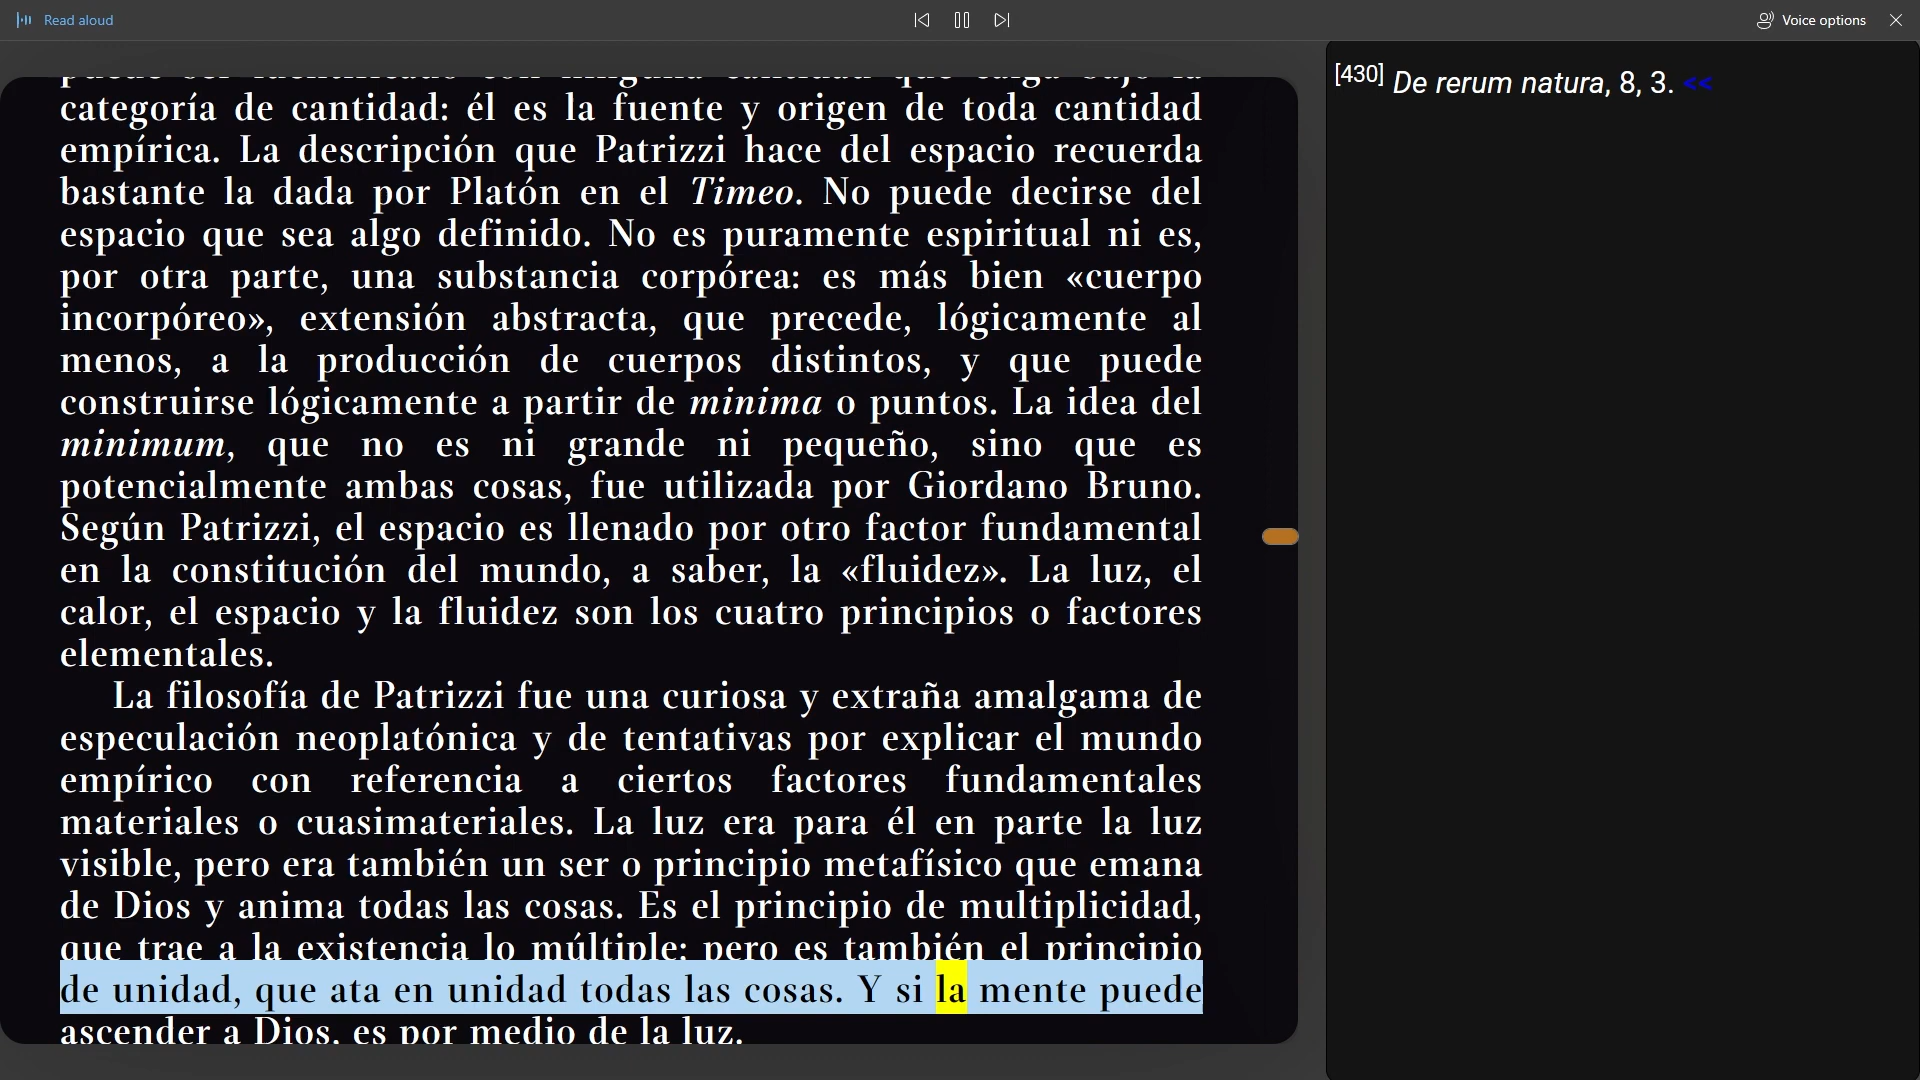 Read aloud
Voice options
puede ser identificado con ninguna cantidad que caiga bajo la
categoría de cantidad: él es la fuente y origen de toda cantidad
empírica. La descripción que Patrizzi hace del espacio recuerda
bastante la dada por Platón en el Timeo. No puede decirse del
espacio que sea algo definido. No es puramente espiritual ni es,
por otra parte, una substancia corpórea: es más bien «cuerpo
incorpóreo», extensión abstracta, que precede, lógicamente al
menos, a la producción de cuerpos distintos, y que puede
construirse lógicamente a partir de minima o puntos. La idea del
minimum, que no es ni grande ni pequeño, sino que es
potencialmente ambas cosas, fue utilizada por Giordano Bruno.
Según Patrizzi, el espacio es llenado por otro factor fundamental
en la constitución del mundo, a saber, la «fluidez». La luz, el
calor, el espacio y la fluidez son los cuatro principios o factores
elementales.
La filosofía de Patrizzi fue una curiosa y extraña amalgama de
especulación neoplatónica y de tentativas por explicar el mundo
empírico con referencia a ciertos factores fundamentales
materiales o cuasimateriales. La luz era para él en parte la luz
visible, pero era también un ser o principio metafísico que emana
de Dios y anima todas las cosas. Es el principio de multiplicidad,
que trae a la existencia lo múltiple; pero es también el principio
de unidad, que ata en unidad todas las cosas. Y si la mente puede
ascender a Dios, es por medio de la luz.
[430] De rerum natura, 8, 3. <<